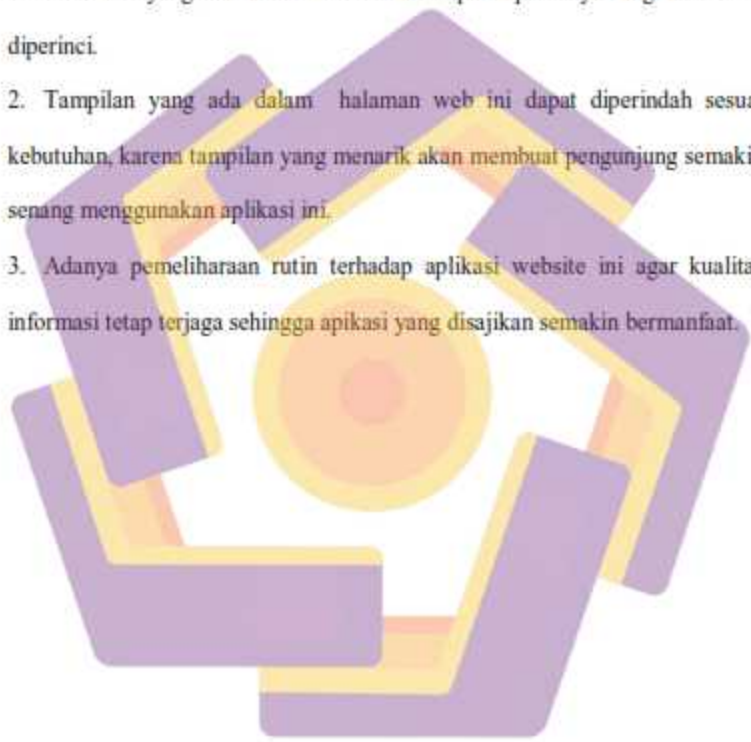 diperinci.
2. Tampilan yang ada dalam halaman web ini dapat diperindah sesua
kebutuhan, karena tampilan yang menarik akan membuat pengunjung semaki
senang menggunakan aplikasi ini.
3. Adanya pemeliharaan rutin terhadap aplikasi website ini agar kualita
informasi tetap terjaga sehingga apikasi yang disajikan semakin bermanfaat.